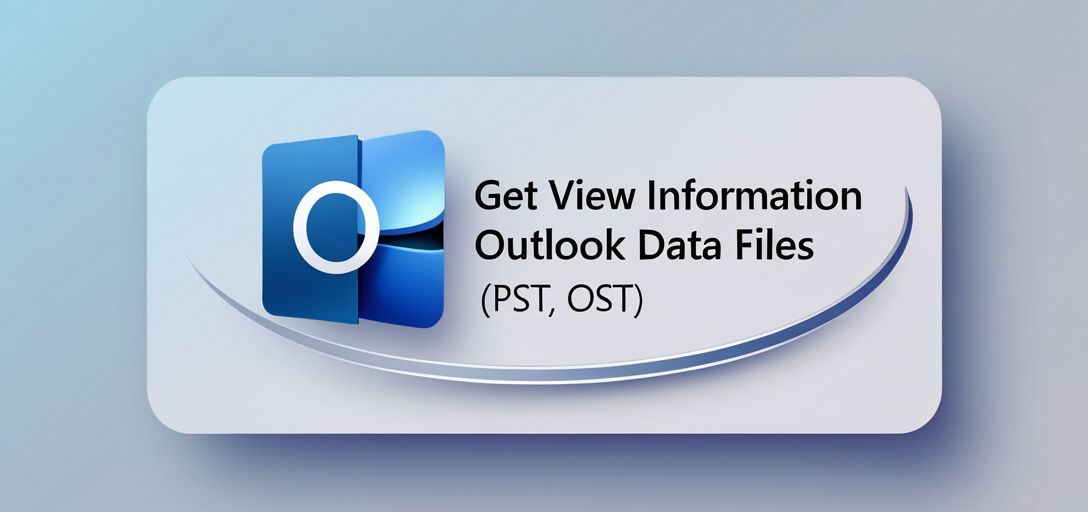 Get View Information
Outlook Data Files
(PST, OST)